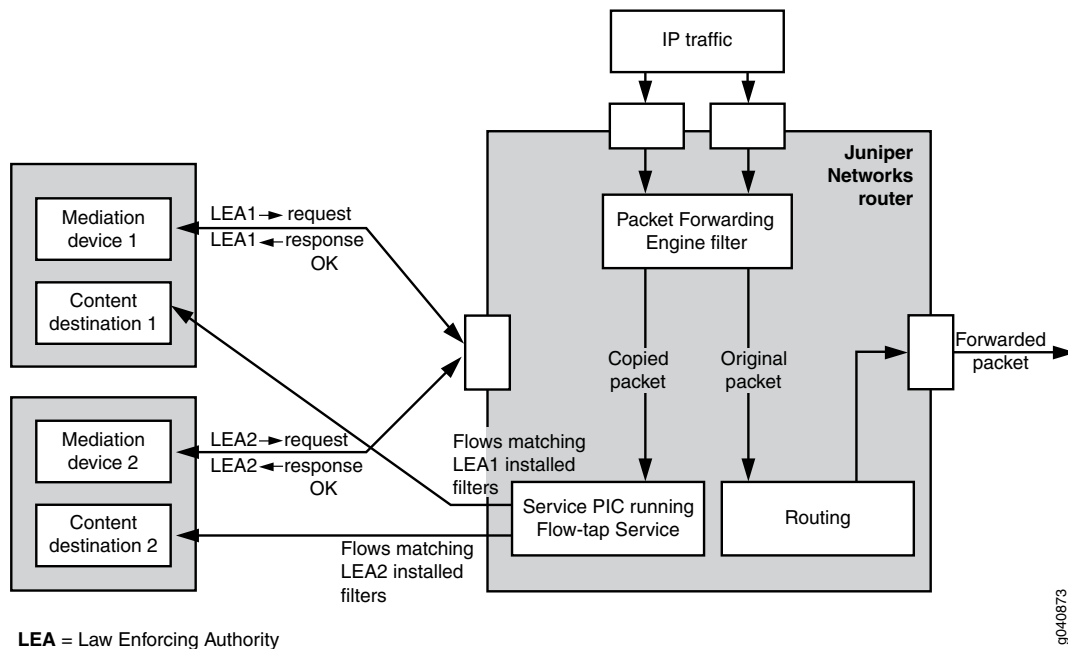 IP traffic
Juniper
Networks
router
Packet Forwarding
Engine filter
Mediation
device 1
LEA1→ request
LEA1←response
OK
Content
destination 1
Copied
packet
Original
packet
Forwarded
packet
Mediation
device 2
LEA2→ request
LEA2←response
OK
Content
destination 2
Flows matching
LEA1 installed
filters
Service PIC running
Flow-tap Service
Routing
Flows matching
LEA2 installed
filters
LEA = Law Enforcing Authority
g040873